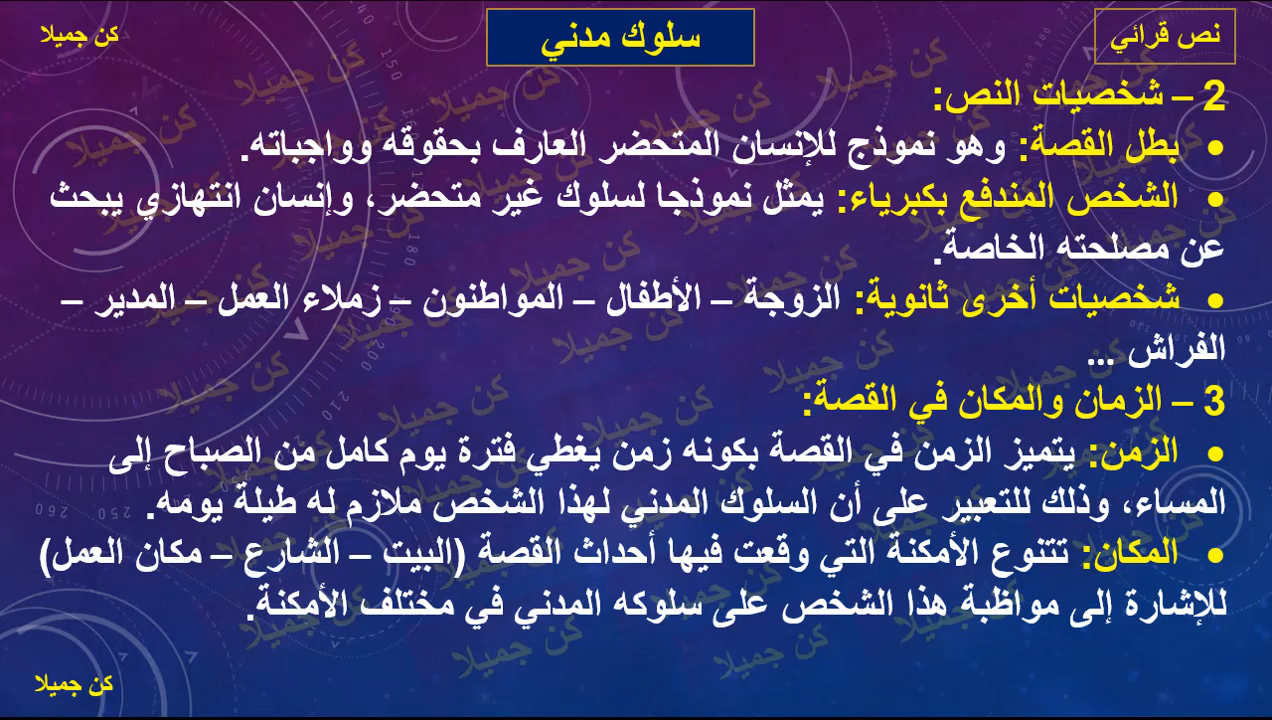 نص قرائي
سلوك مدني
كن جميلا
2 – شخصيات النص:
• بطل القصة: وهو نموذج للإنسان المتحضر العارف بحقوقه وواجباته.
• الشخص المندفع بكبرياء: يمثل نموذجا لسلوك غير متحضر، وإنسان انتهازي يبحث
عن مصلحته الخاصة.
• شخصيات أخرى ثانوية: الزوجة – الأطفال – المواطنون – زملاء العمل – المدير –
الفراش ...
3 – الزمان والمكان في القصة:
• الزمن: يتميز الزمن في القصة بكونه زمن يغطي فترة يوم كامل من الصباح إلى
المساء، وذلك للتعبير على أن السلوك المدني لهذا الشخص ملازم له طيلة يومه.
• المكان: تتنوع الأمكنة التي وقعت فيها أحداث القصة (البيت – الشارع – مكان العمل)
للإشارة إلى مواظبة هذا الشخص على سلوكه المدني في مختلف الأمكنة.
كن جميلا